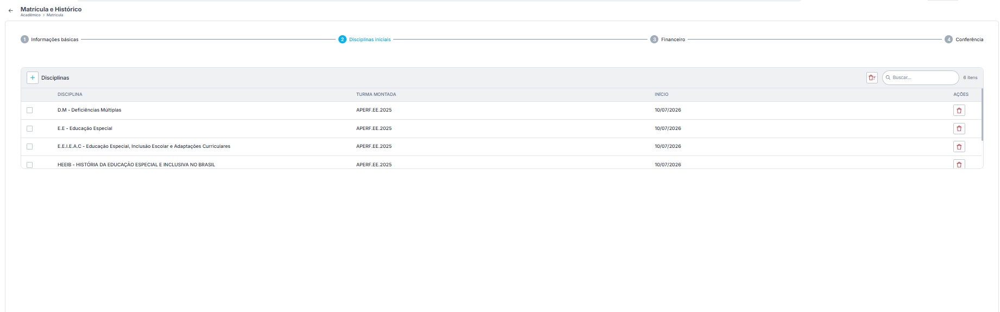 Matrícula e Histórico
Acadêmico > Matrícula
1 Informações básicas 2 Disciplinas iniciais 3 Financeiro 4 Conferência
+ Disciplinas Buscar... 6 itens
DISCIPLINA TURMA MONTADA INÍCIO AÇÕES
D.M - Deficiências Múltiplas APERF.EE.2025 10/07/2026
E.E - Educação Especial APERF.EE.2025 10/07/2026
E.E.I.E.A.C - Educação Especial, Inclusão Escolar e Adaptações Curriculares APERF.EE.2025 10/07/2026
HEEIB - HISTÓRIA DA EDUCAÇÃO ESPECIAL E INCLUSIVA NO BRASIL APERF.EE.2025 10/07/2026